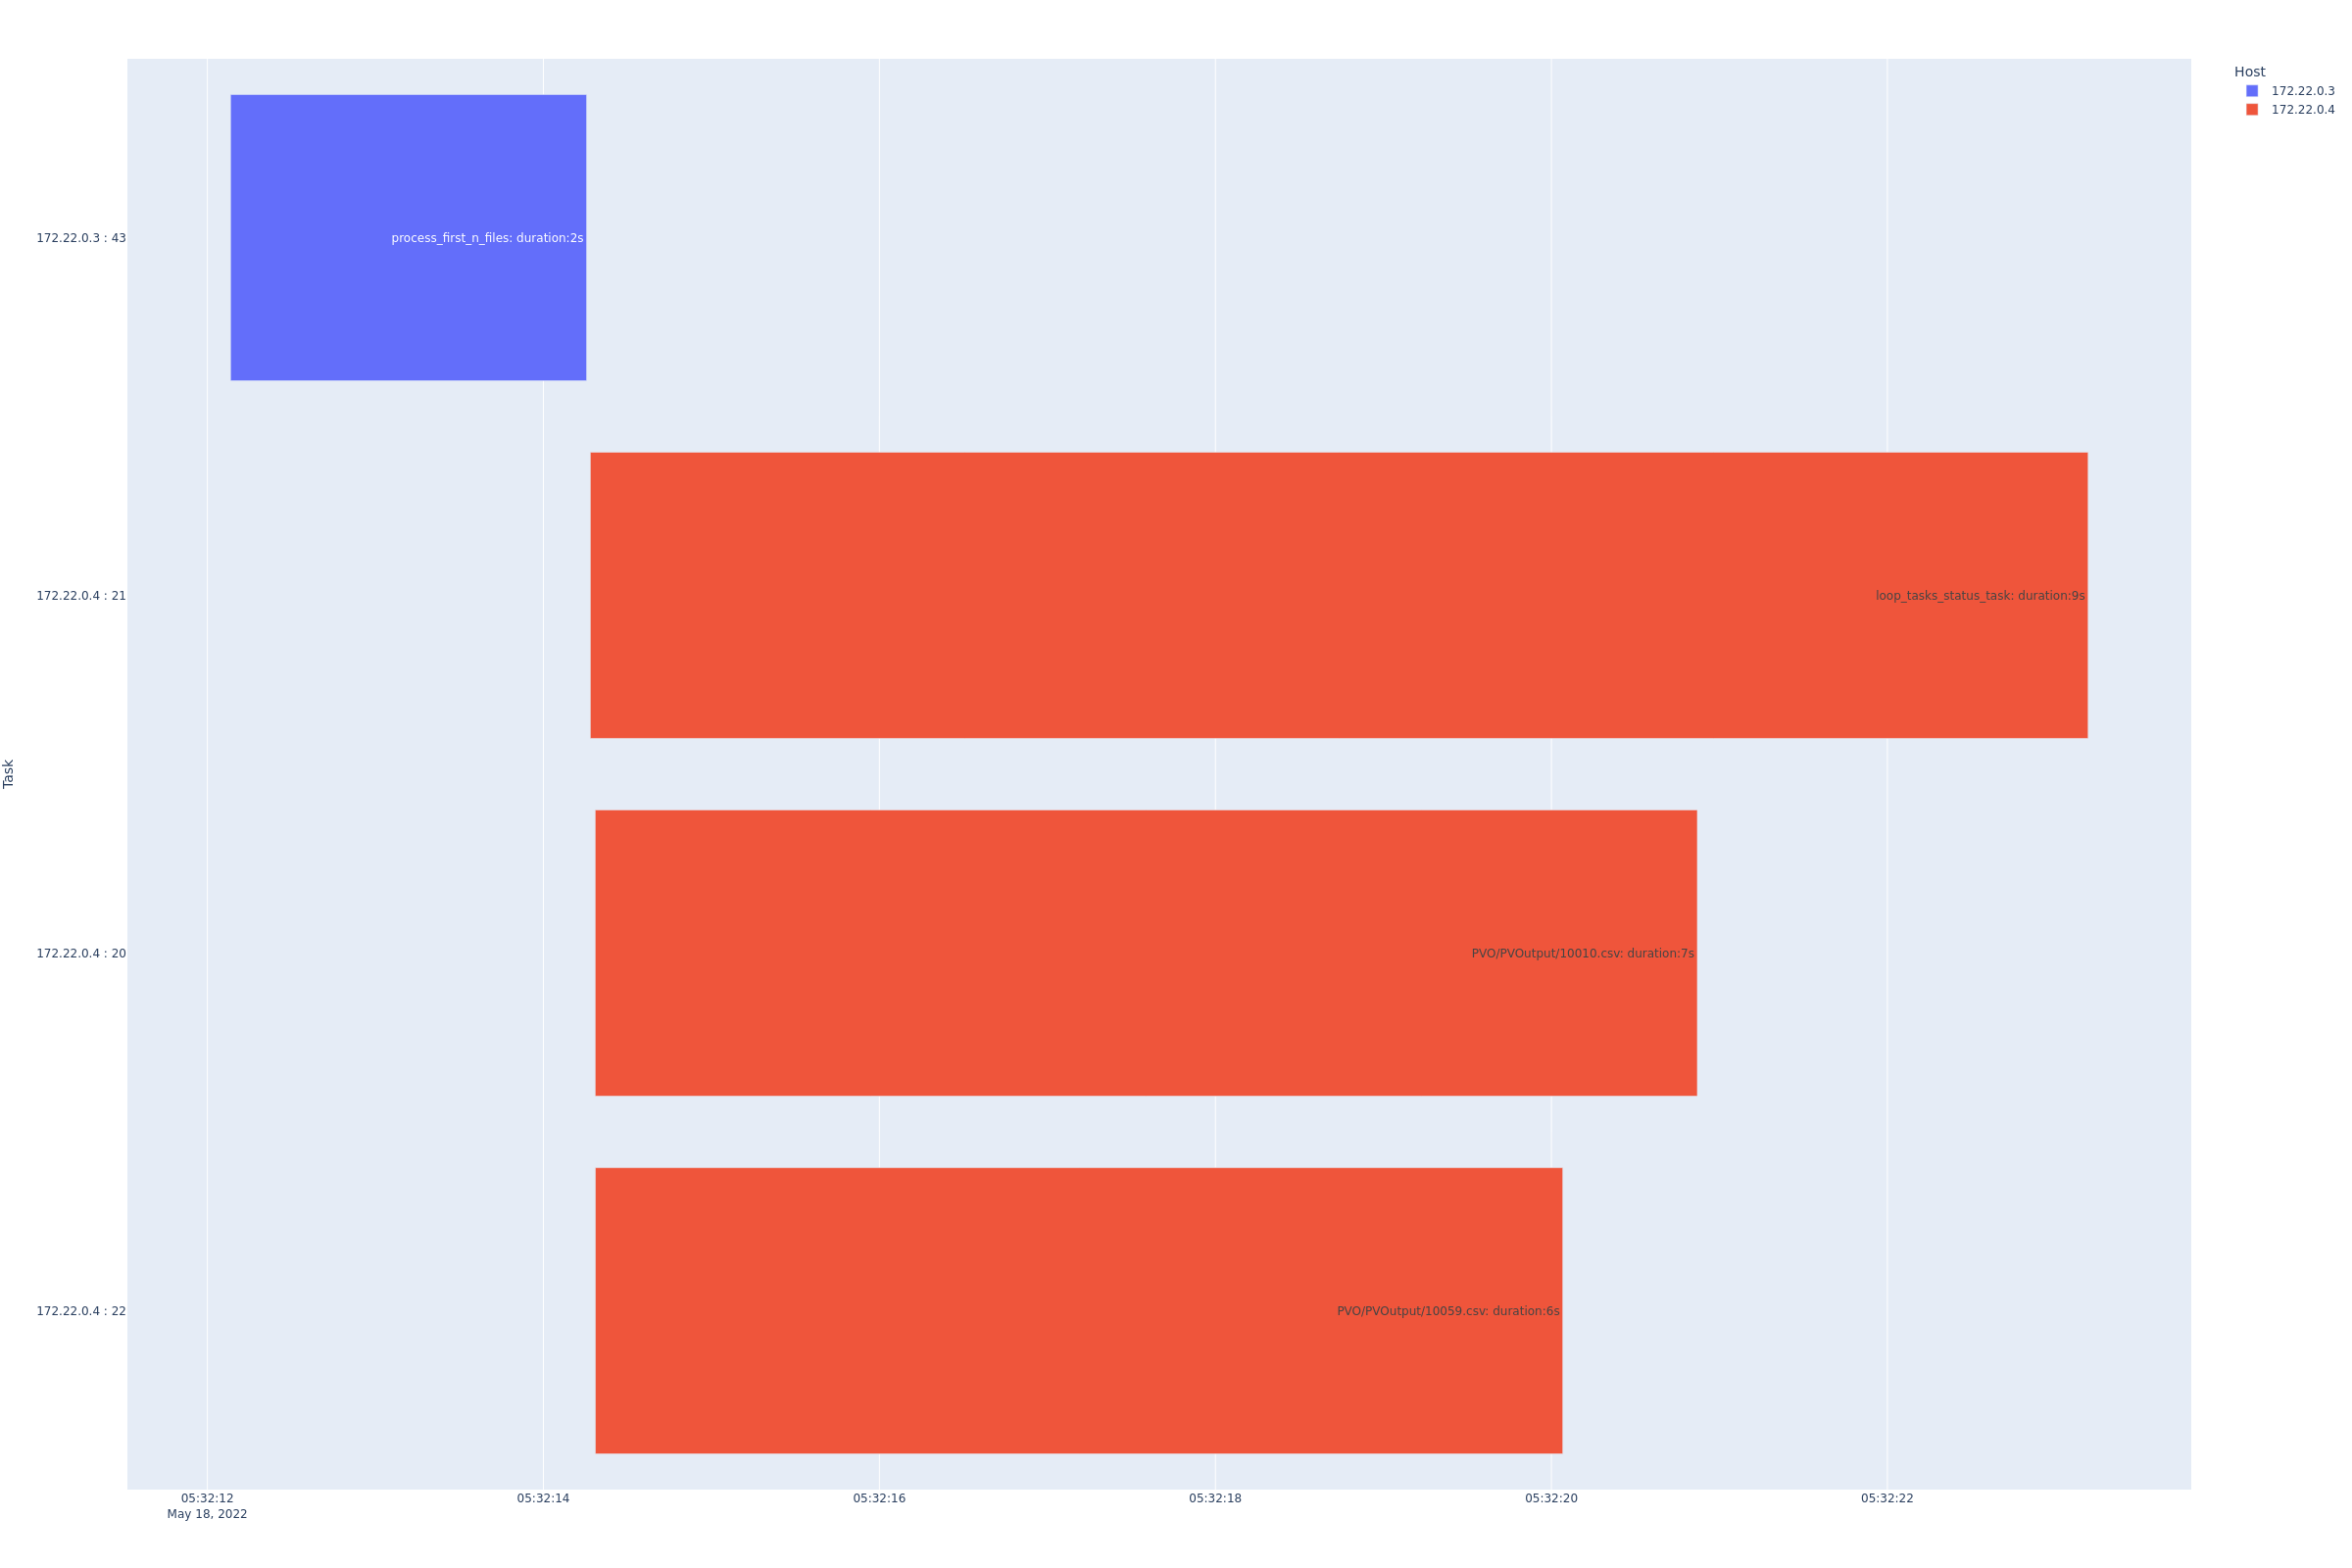 Host
172.22.0.3
172.22.0.4
172.22.0.3 : 43
process_first_n_files: duration:2s
172.22.0.4 : 21
loop_tasks_status_task: duration:9s
Task
172.22.0.4 : 20
PVO/PVOutput/10010.csv: duration:7s
172.22.0.4 : 22
PVO/PVOutput/10059.csv: duration:6s
05:32:12 05:32:14 05:32:16 05:32:18 05:32:20 05:32:22
May 18, 2022